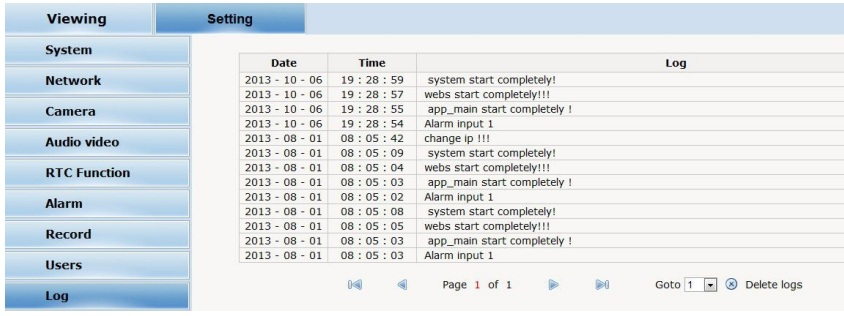 Viewing Setting
System
Network
Camera
Audio video
RTC Function
Alarm
Record
Users
Log
Date Time Log
2013 - 10 - 06 19 : 28 : 59 system start completely!
2013 - 10 - 06 19 : 28 : 57 webs start completely!!!
2013 - 10 - 06 19 : 28 : 55 app_main start completely !
2013 - 10 - 06 19 : 28 : 54 Alarm input 1
2013 - 08 - 01 08 : 05 : 42 change ip !!!
2013 - 08 - 01 08 : 05 : 09 system start completely!
2013 - 08 - 01 08 : 05 : 04 webs start completely!!!
2013 - 08 - 01 08 : 05 : 03 app_main start completely !
2013 - 08 - 01 08 : 05 : 02 Alarm input 1
2013 - 08 - 01 08 : 05 : 08 system start completely!
2013 - 08 - 01 08 : 05 : 05 webs start completely!!!
2013 - 08 - 01 08 : 05 : 03 app_main start completely !
2013 - 08 - 01 08 : 05 : 03 Alarm input 1
Page 1 of 1 Goto 1 Delete logs